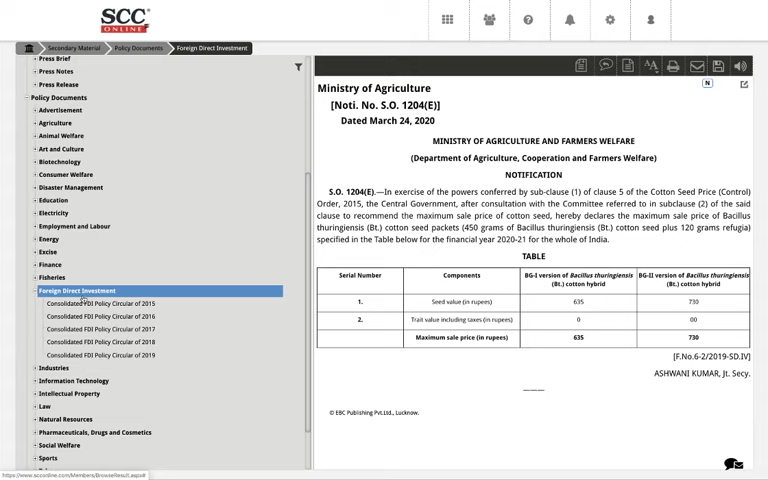 SCC
ONLINE
Secondary Material
Policy Documents
Foreign Direct Investment
Press Brief
Press Notes
Press Release
Policy Documents
Advertisement
Agriculture
Animal Welfare
Art and Culture
Biotechnology
Consumer Welfare
Disaster Management
Education
Electricity
Employment and Labour
Energy
Excise
Finance
Fisheries
Foreign Direct Investment
Consolidated FDI Policy Circular of 2015
Consolidated FDI Policy Circular of 2016
Consolidated FDI Policy Circular of 2017
Consolidated FDI Policy Circular of 2018
Consolidated FDI Policy Circular of 2019
Industries
Information Technology
Intellectual Property
Law
Natural Resources
Pharmaceuticals, Drugs and Cosmetics
Social Welfare
Sports
https://www.scconline.com/Members/BrowseResult.aspx#
N
Ministry of Agriculture
[Noti. No. S.O. 1204(E)]
Dated March 24, 2020
MINISTRY OF AGRICULTURE AND FARMERS WELFARE
(Department of Agriculture, Cooperation and Farmers Welfare)
NOTIFICATION
S.O. 1204(E).—In exercise of the powers conferred by sub-clause (1) of clause 5 of the Cotton Seed Price (Control)
Order, 2015, the Central Government, after consultation with the Committee referred to in subclause (2) of the said
clause to recommend the maximum sale price of cotton seed, hereby declares the maximum sale price of Bacillus
thuringiensis (Bt.) cotton seed packets (450 grams of Bacillus thuringiensis (Bt.) cotton seed plus 120 grams refugia)
specified in the Table below for the financial year 2020-21 for the whole of India.
TABLE
Serial Number Components BG-I version of Bacillus thuringiensis (Bt.) cotton hybrid BG-II version of Bacillus thuringiensis (Bt.) cotton hybrid
1. Seed value (in rupees) 635 730
2. Trait value including taxes (in rupees) 0 00
Maximum sale price (in rupees) 635 730
[F.No.6-2/2019-SD.IV]
ASHWANI KUMAR, Jt. Secy.
© EBC Publishing Pvt.Ltd., Lucknow.